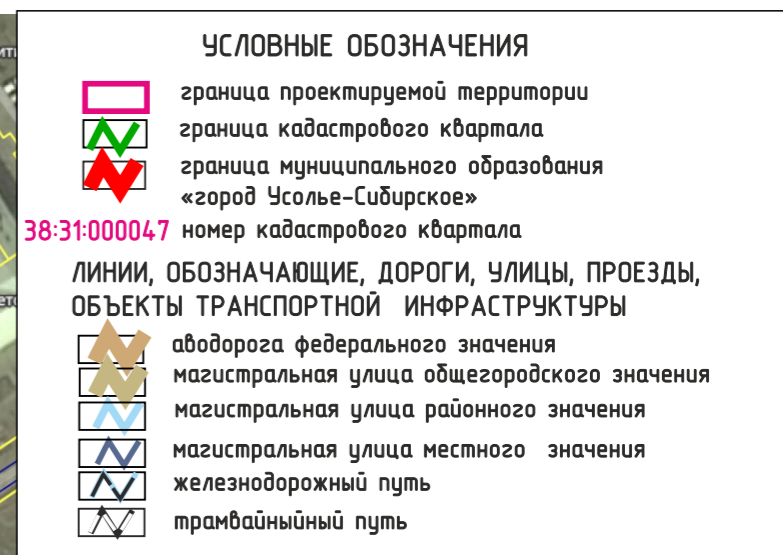 УСЛОВНЫЕ ОБОЗНАЧЕНИЯ
граница проектируемой территории
граница кадастрового квартала
граница муниципального образования
«город Усолье-Сибирское»
38:31:000047 номер кадастрового квартала
ЛИНИИ, ОБОЗНАЧАЮЩИЕ, ДОРОГИ, УЛИЦЫ, ПРОЕЗДЫ,
ОБЪЕКТЫ ТРАНСПОРТНОЙ ИНФРАСТРУКТУРЫ
аводорога федерального значения
магистральная улица общегородского значения
магистральная улица районного значения
магистральная улица местного значения
железнодорожный путь
трамвайныйный путь